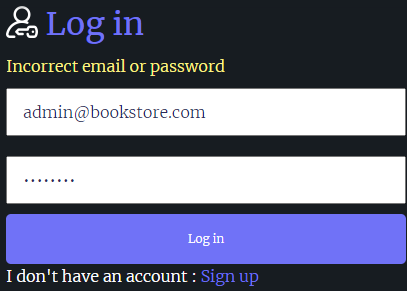 Log in
Incorrect email or password
admin@bookstore.com
••••••••
Log in
I don't have an account : Sign up